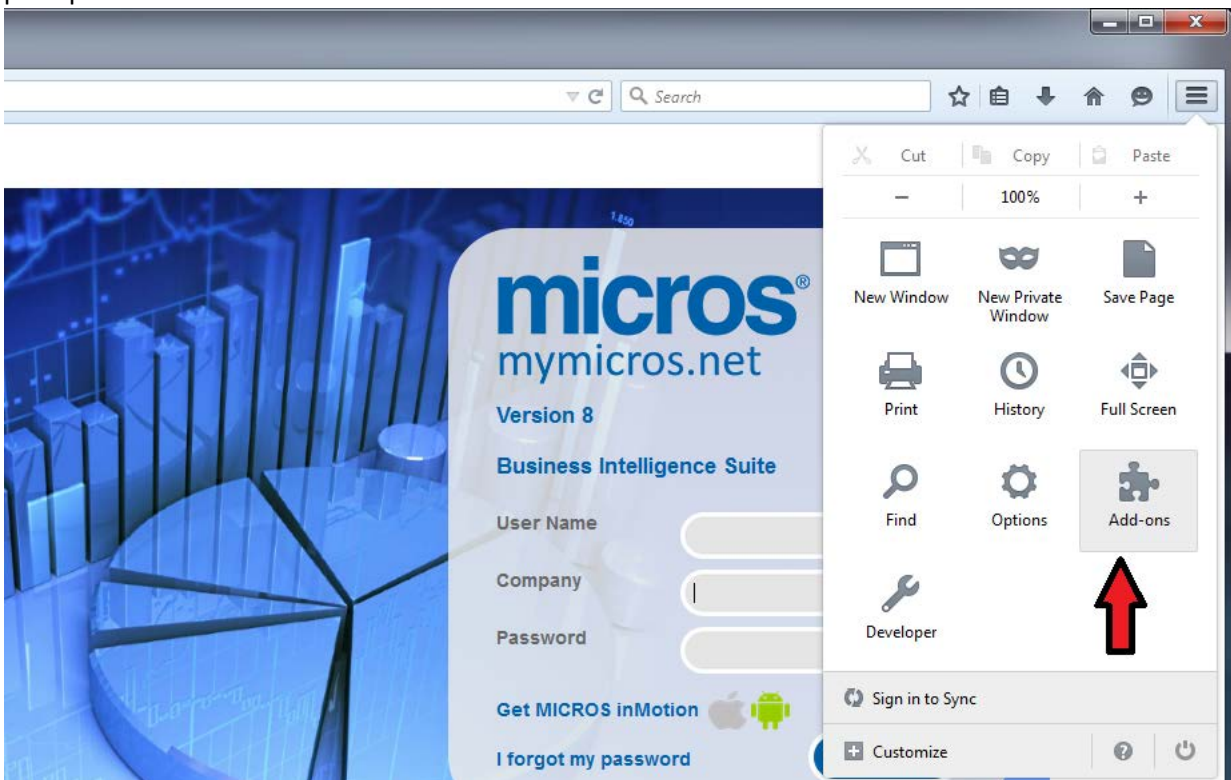 Search
Cut Copy Paste
100%
1.850
micros®
mymicros.net
Version 8
Business Intelligence Suite
User Name
Company
Password
Get MICROS inMotion
I forgot my password
New Window
New Private
Window
Save Page
Print
History
Full Screen
Find
Options
Add-ons
Developer
Sign in to Sync
Customize